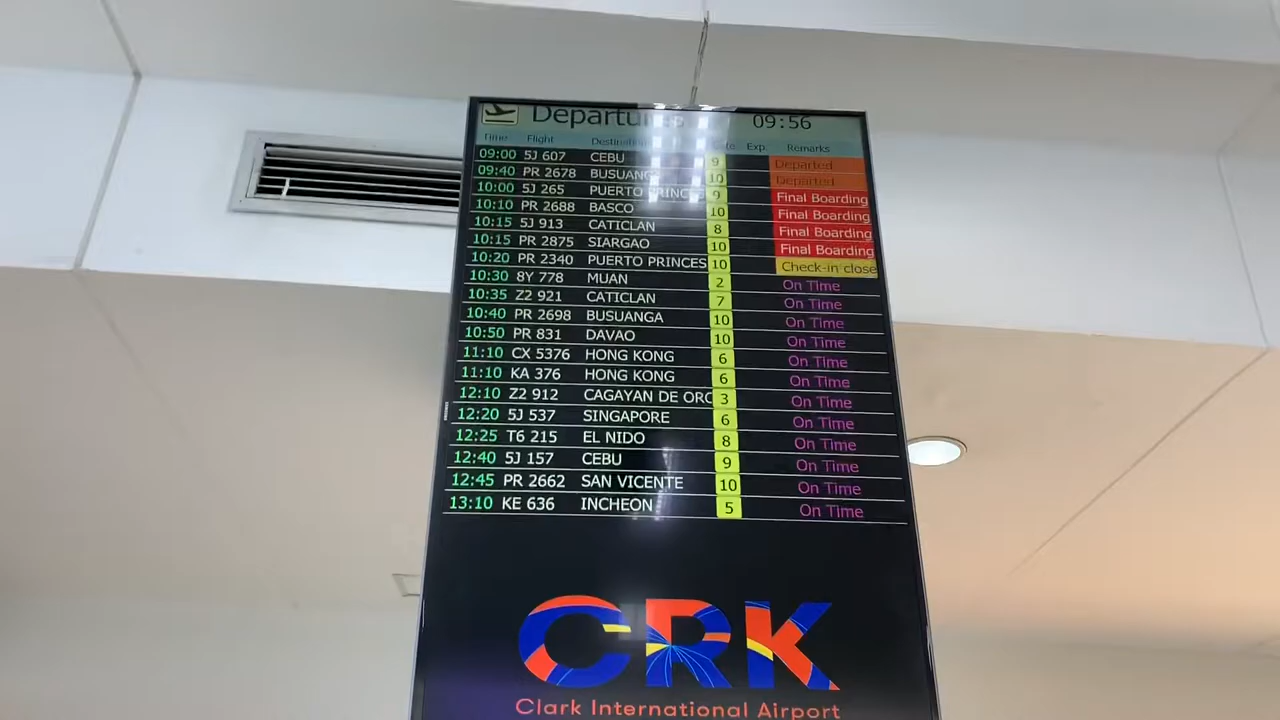 Departures 09:56
Time Flight Destination Gate Exp. Remarks
09:00 5J 607 CEBU 9 Departed
09:40 PR 2678 BUSUANGA 10 Departed
10:00 5J 265 PUERTO PRINCES 9 Final Boarding
10:10 PR 2688 BASCO 10 Final Boarding
10:15 5J 913 CATICLAN 8 Final Boarding
10:15 PR 2875 SIARGAO 10 Final Boarding
10:20 PR 2340 PUERTO PRINCES 10 Check-in close
10:30 8Y 778 MUAN 2 On Time
10:35 Z2 921 CATICLAN 7 On Time
10:40 PR 2698 BUSUANGA 10 On Time
10:50 PR 831 DAVAO 10 On Time
11:10 CX 5376 HONG KONG 6 On Time
11:10 KA 376 HONG KONG 6 On Time
12:10 Z2 912 CAGAYAN DE ORO 3 On Time
12:20 5J 537 SINGAPORE 6 On Time
12:25 T6 215 EL NIDO 8 On Time
12:40 5J 157 CEBU 9 On Time
12:45 PR 2662 SAN VICENTE 10 On Time
13:10 KE 636 INCHEON 5 On Time
CRK
Clark International Airport